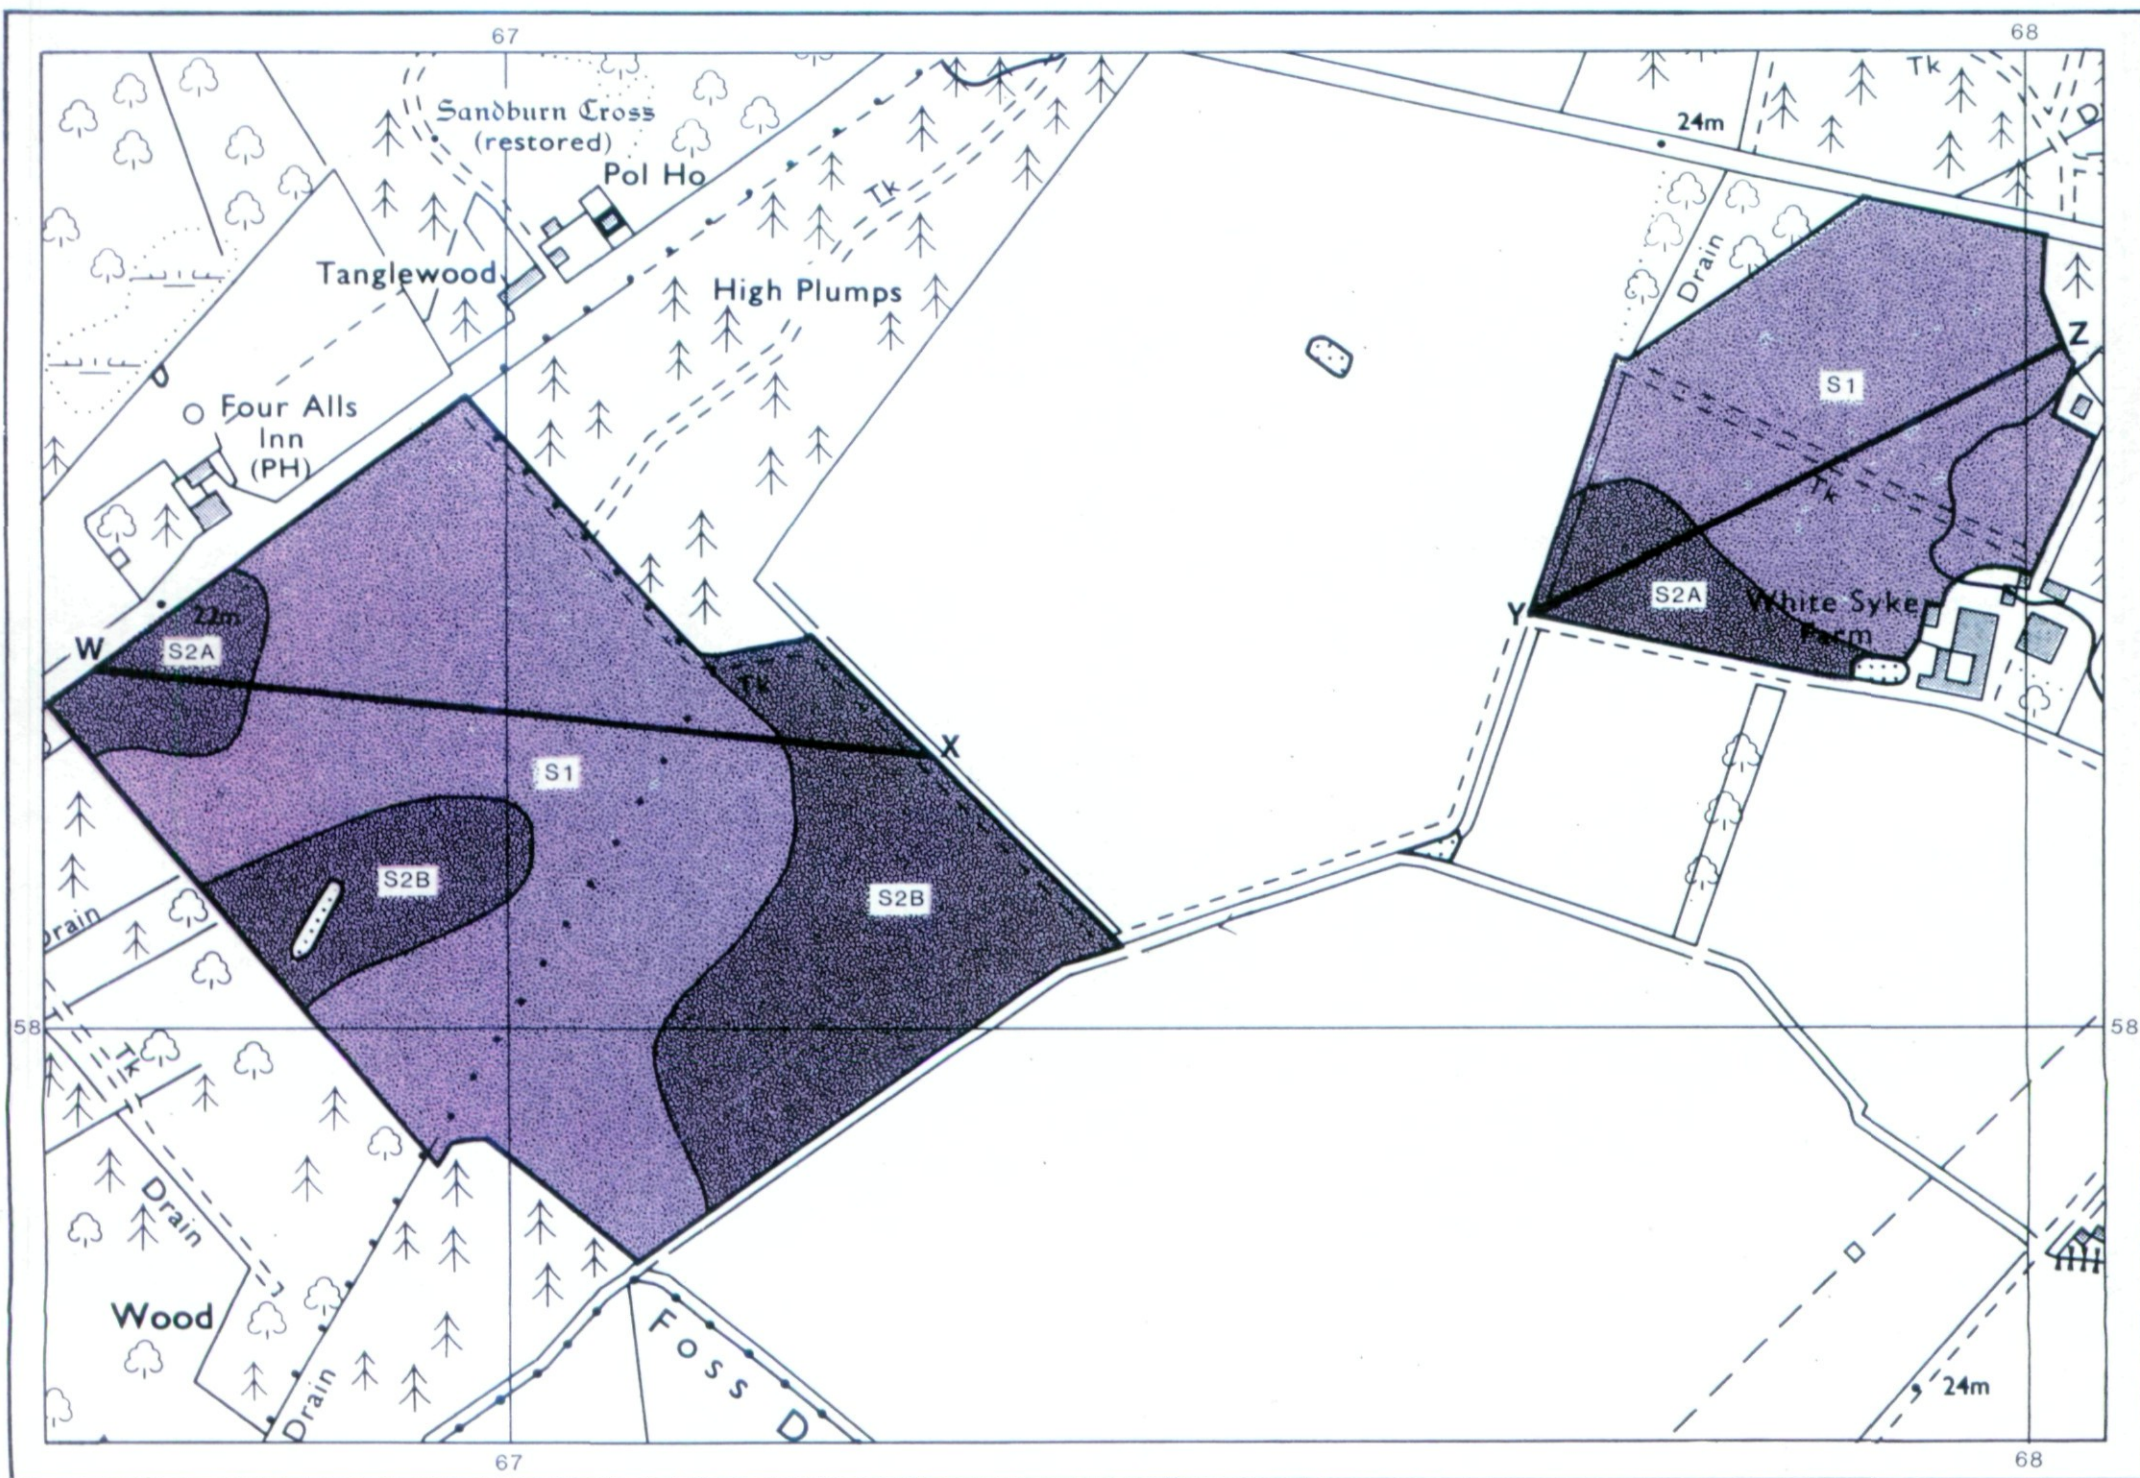 67
68
Tk
D
Sandburn Cross
(restored)
24m
Pol Ho
Tk
Tanglewood
High Plumps
Drain
Z
S1
Four Alls
Inn
(PH)
Tk
22m
S2A
W
S2A
Y
White Syke
Farm
Tk
X
S1
S2B
S2B
Drain
58
58
Tk
Drain
Wood
Foss D
Drain
24m
67
68